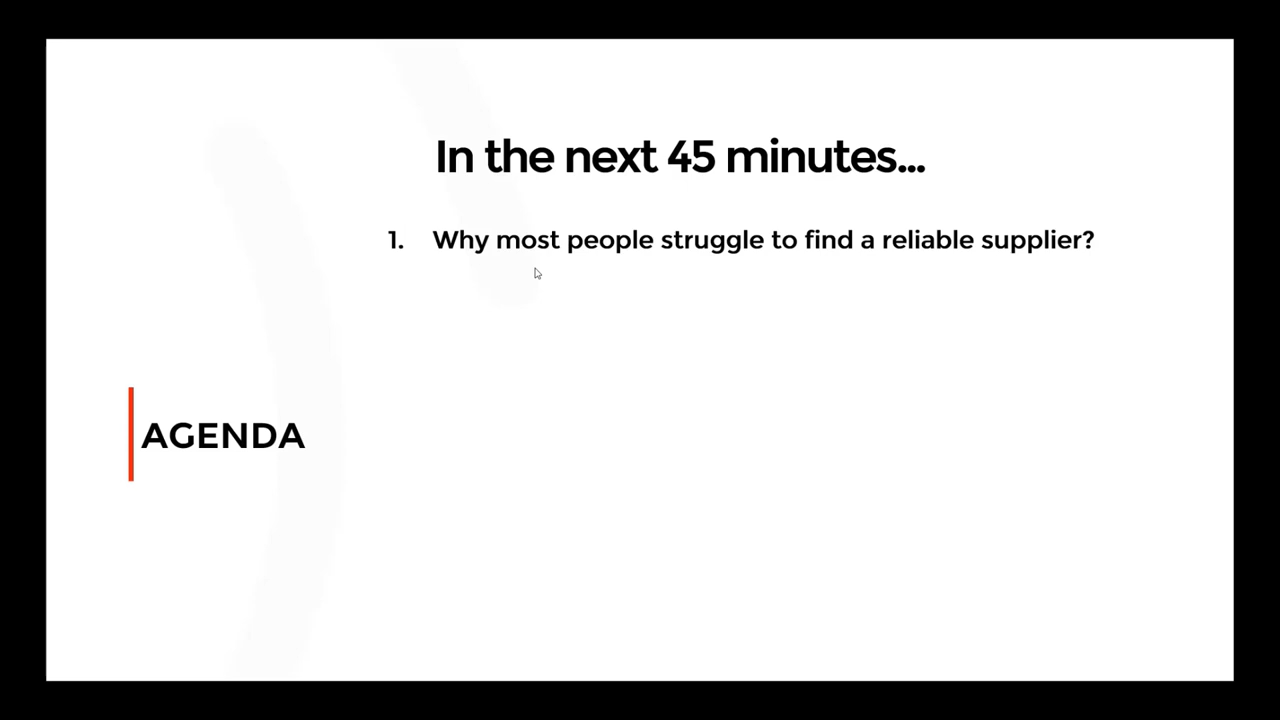 In the next 45 minutes...
1. Why most people struggle to find a reliable supplier?
AGENDA